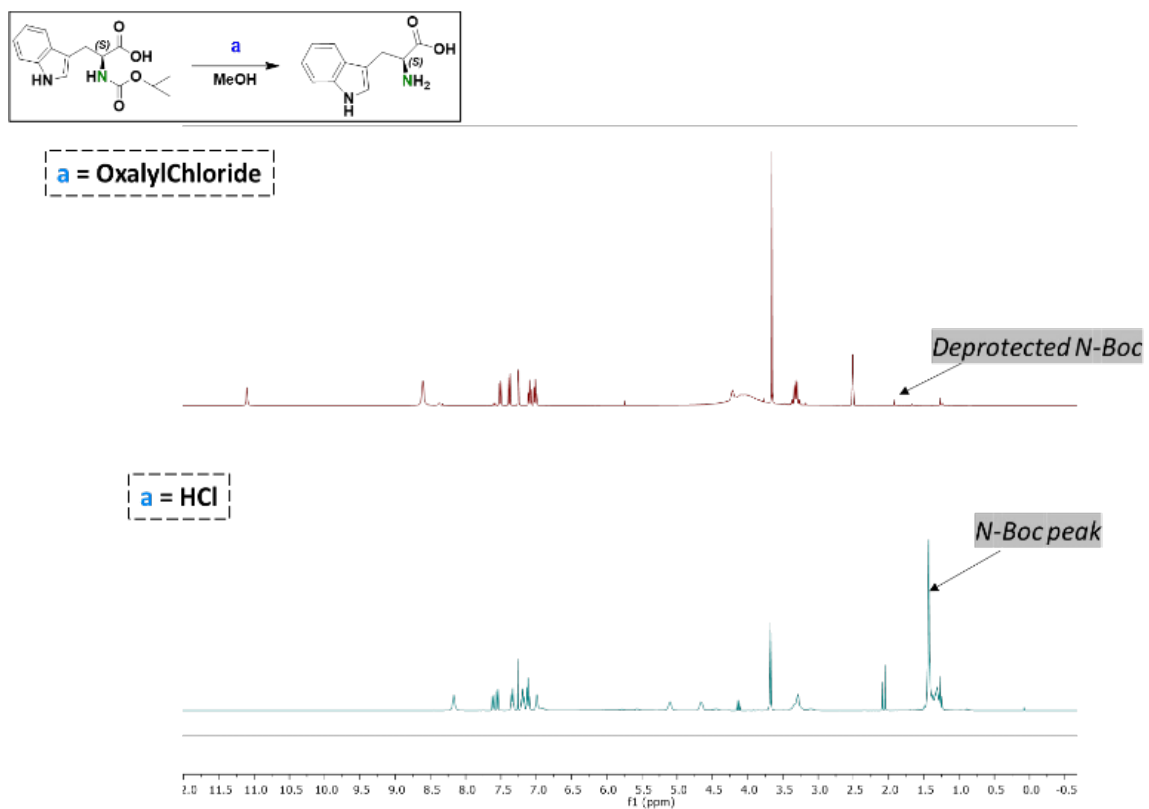 O
(S)
OH
HN
HN
O
O
a
MeOH
O
OH
(S)
NH2
N
H
a = OxalylChloride
Deprotected N-Boc
a = HCl
N-Boc peak
2.0 11.5 11.0 10.5 10.0 9.5 9.0 8.5 8.0 7.5 7.0 6.5 6.0 5.5 5.0 4.5 4.0 3.5 3.0 2.5 2.0 1.5 1.0 0.5 0.0 -0.5
f1 (ppm)